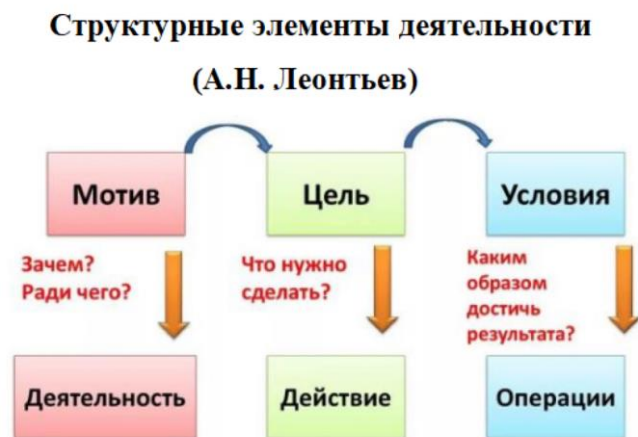 Структурные элементы деятельности
(А.Н. Леонтьев)
Мотив
Цель
Условия
Зачем?
Ради чего?
Что нужно
сделать?
Каким
образом
достичь
результата?
Деятельность
Действие
Операции